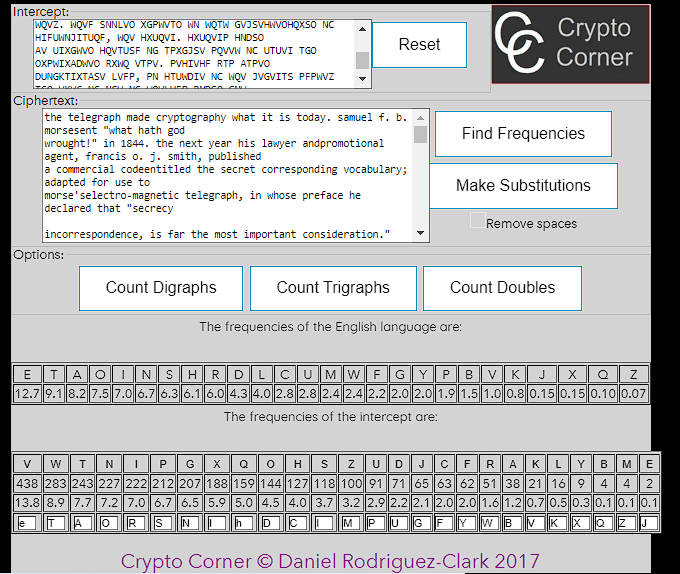 Intercept:
WQVZ. WQVF SNNLVO XGPWVTO WN WQTW GVJSVHWVOHQXSO NC
HIFUWNJITUQF, WQV HXUQVI. HXUQVIP HNDSO
AV UIXGWVO HQVTUSF NG TPXGJSV PQVVW NC UTUVI TGO
OXPWIXADWVO RXWQ VTPV. PVHIVHF RTP ATPVO
DUNGKTIXTASV LVFP, PN HTUWDIV NC WQV JVGVITS PFPWVZ
Reset
Crypto
Corner
Ciphertext:
the telegraph made cryptography what it is today. samuel f. b.
morsesent "what hath god
wrought!" in 1844. the next year his lawyer andpromotional
agent, francis o. j. smith, published
a commercial codeentitled the secret corresponding vocabulary;
adapted for use to
morse'selectro-magnetic telegraph, in whose preface he
declared that "secrecy
incorrespondence, is far the most important consideration."
Find Frequencies
Make Substitutions
Remove spaces
Options:
Count Digraphs Count Trigraphs Count Doubles
The frequencies of the English language are:
E T A O I N S H R D L C U M W F G Y P B V K J X Q Z
12.7 9.1 8.2 7.5 7.0 6.7 6.3 6.1 6.0 4.3 4.0 2.8 2.8 2.4 2.4 2.2 2.0 2.0 1.9 1.5 1.0 0.8 0.15 0.15 0.10 0.07
The frequencies of the intercept are:
V W T N I P G X Q O H S Z U D J C F R A K L Y B M E
438 283 243 227 222 212 207 188 159 144 127 118 100 91 71 65 63 62 51 38 21 16 9 4 4 2
13.8 8.9 7.7 7.2 7.0 6.7 6.5 5.9 5.0 4.5 4.0 3.7 3.2 2.9 2.2 2.1 2.0 2.0 1.6 1.2 0.7 0.5 0.3 0.1 0.1 0.1
e T A O R S N I h D C l M P U G F Y W B V K X Q Z J
Crypto Corner © Daniel Rodriguez-Clark 2017